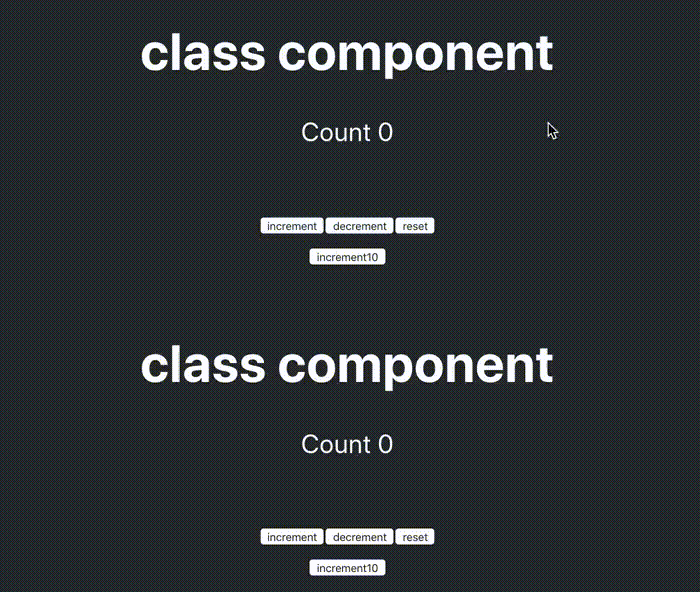 class component
Count 0
increment decrement reset
increment10
class component
Count 0
increment decrement reset
increment10